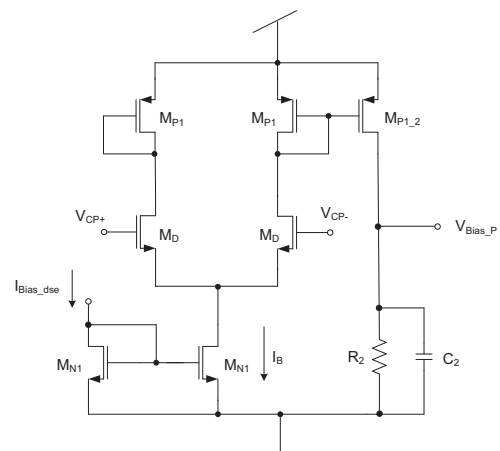 M_P1
M_P1
M_P1_2
V_CP+
V_CP-
M_D
M_D
V_Bias_P
I_Bias_dse
M_N1
M_N1
I_B
R_2
C_2